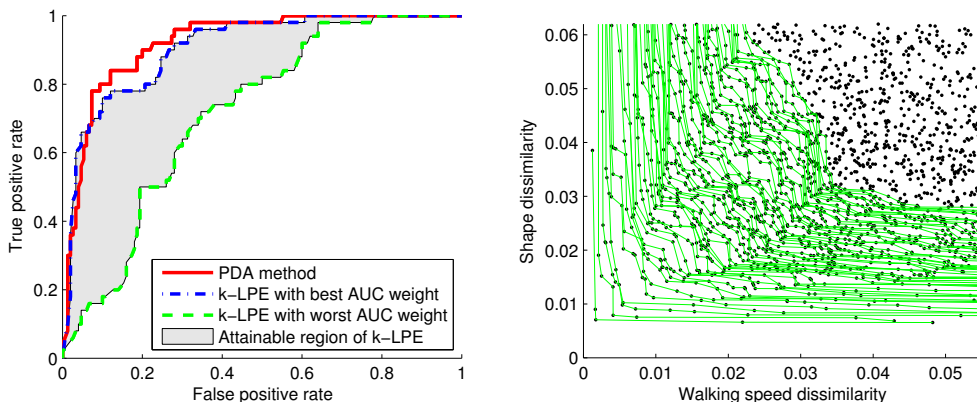 1
0.8
0.6
0.4
0.2
0
0 0.2 0.4 0.6 0.8 1
True positive rate
False positive rate
PDA method
k−LPE with best AUC weight
k−LPE with worst AUC weight
Attainable region of k−LPE
0.06
0.05
0.04
0.03
0.02
0.01
0
0 0.01 0.02 0.03 0.04 0.05
Shape dissimilarity
Walking speed dissimilarity